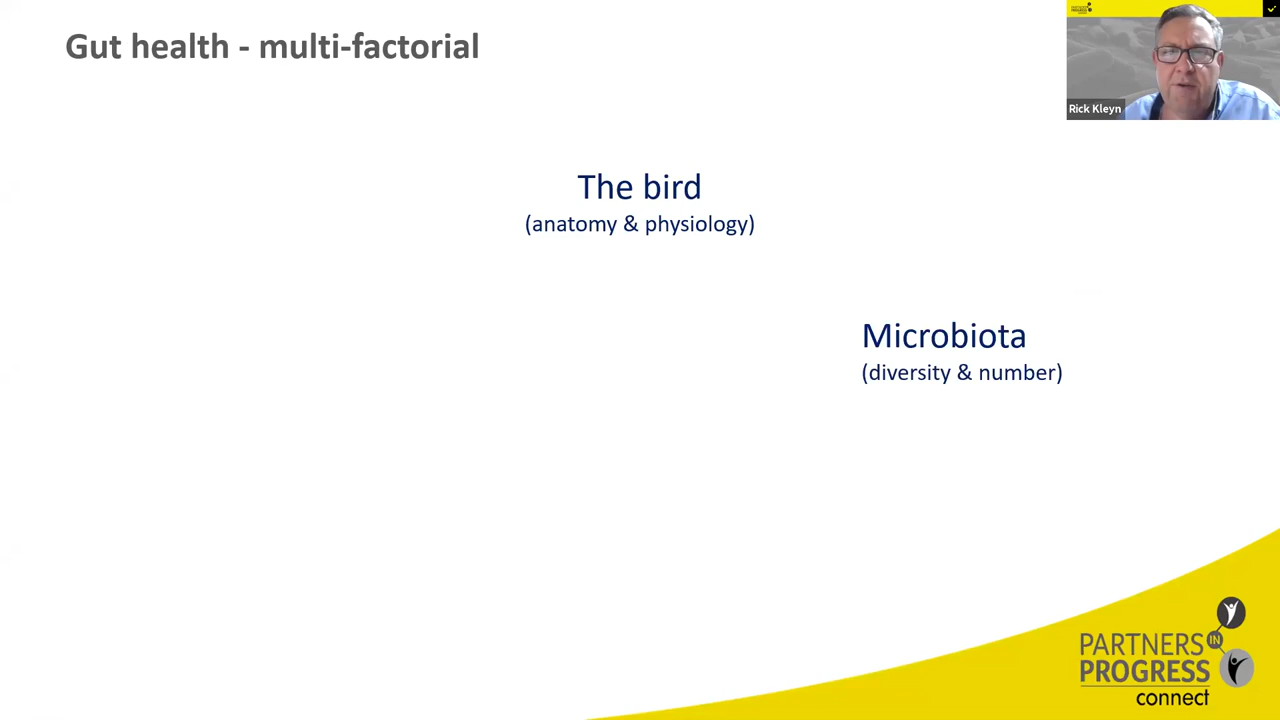 Gut health - multi-factorial
Rick Kleyn
The bird
(anatomy & physiology)
Microbiota
(diversity & number)
PARTNERS
IN
PROGRESS
connect